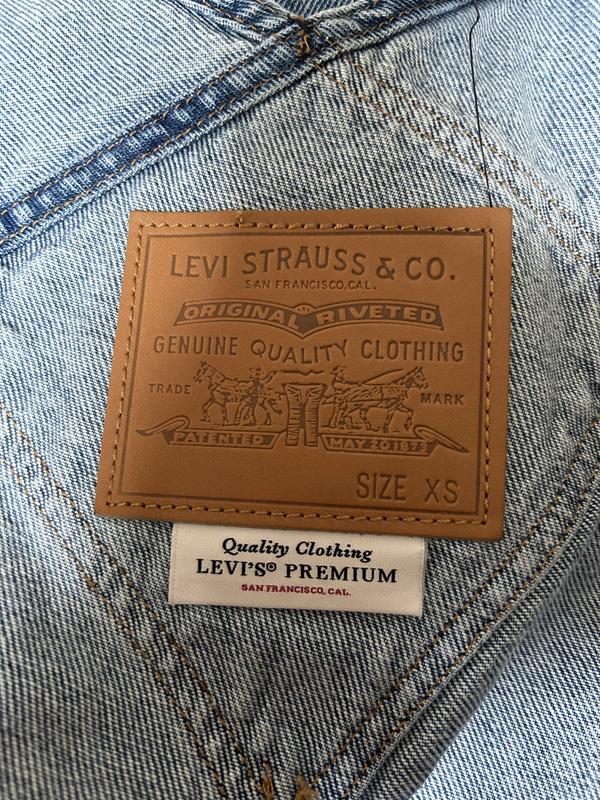 LEVI STRAUSS & CO.
SAN FRANCISCO, CAL.
ORIGINAL RIVETED
GENUINE QUALITY CLOTHING
TRADE MARK
PATENTED MAY 20 1873
SIZE XS
Quality Clothing
LEVI'S® PREMIUM
SAN FRANCISCO, CAL.